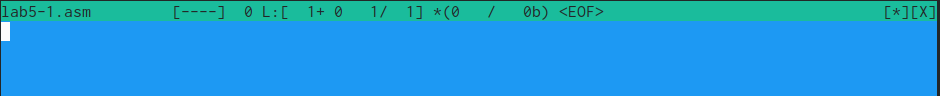 lab5-1.asm [----] 0 L:[ 1+ 0 1/ 1] *(0 / 0b) <EOF> [*][X]